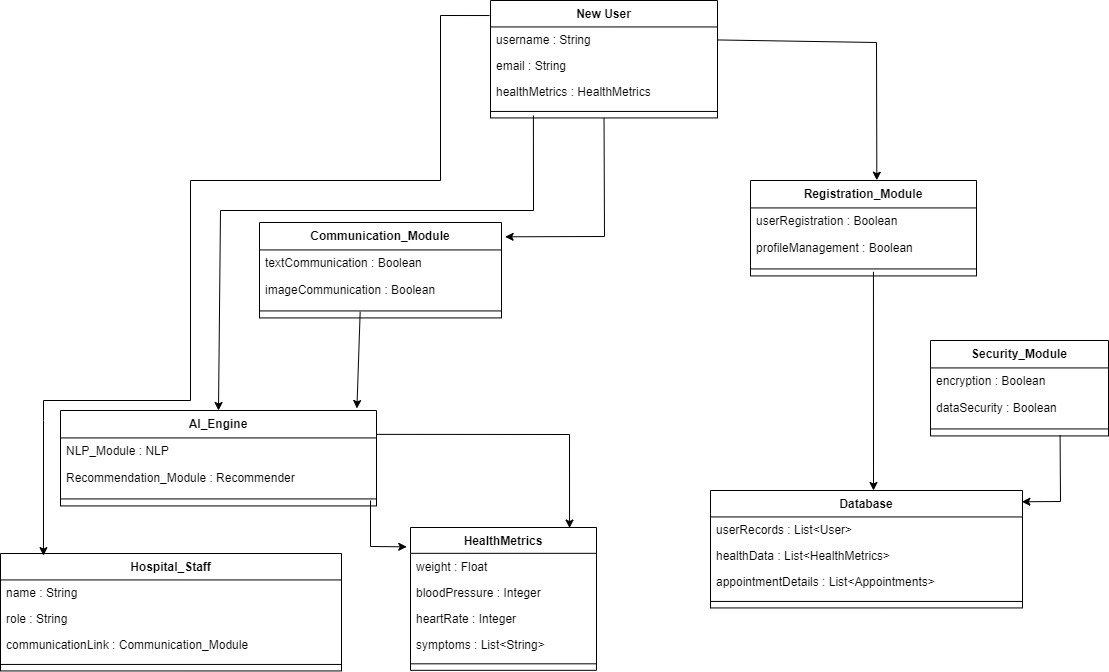 New User
username : String
email : String
healthMetrics : HealthMetrics
Registration_Module
userRegistration : Boolean
profileManagement : Boolean
Communication_Module
textCommunication : Boolean
imageCommunication : Boolean
Security_Module
encryption : Boolean
dataSecurity : Boolean
AI_Engine
NLP_Module : NLP
Recommendation_Module : Recommender
Database
userRecords : List<User>
healthData : List<HealthMetrics>
appointmentDetails : List<Appointments>
HealthMetrics
weight : Float
bloodPressure : Integer
heartRate : Integer
symptoms : List<String>
Hospital_Staff
name : String
role : String
communicationLink : Communication_Module